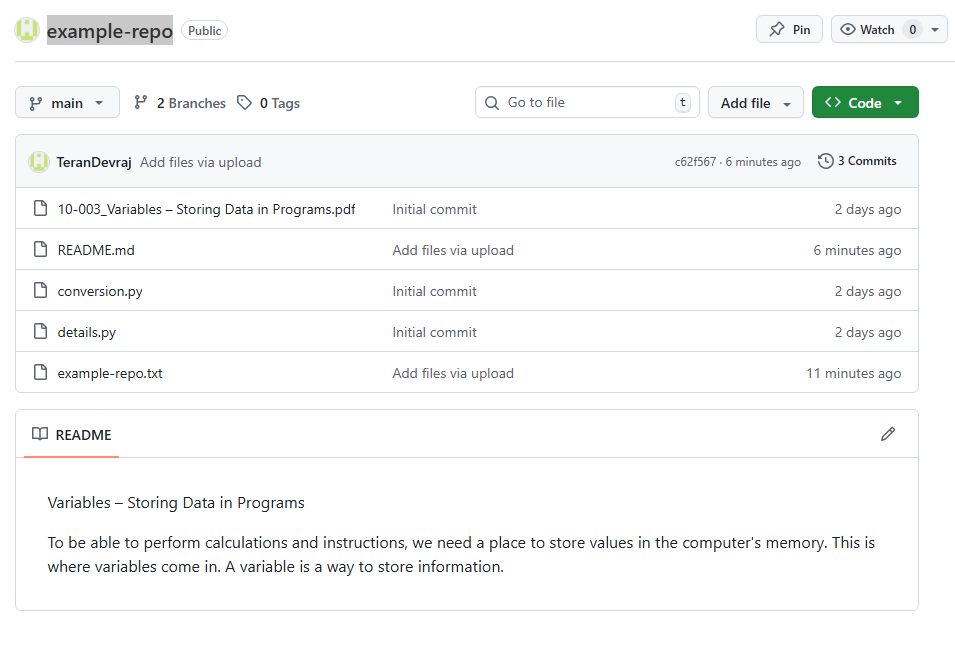 example-repo Public Pin Watch 0
main 2 Branches 0 Tags Go to file t Add file Code
TeranDevraj Add files via upload c62f567 · 6 minutes ago 3 Commits
10-003_Variables – Storing Data in Programs.pdf Initial commit 2 days ago
README.md Add files via upload 6 minutes ago
conversion.py Initial commit 2 days ago
details.py Initial commit 2 days ago
example-repo.txt Add files via upload 11 minutes ago
README
Variables – Storing Data in Programs
To be able to perform calculations and instructions, we need a place to store values in the computer's memory. This is
where variables come in. A variable is a way to store information.